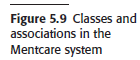 Figure 5.9 Classes and
associations in the
Mentcare system